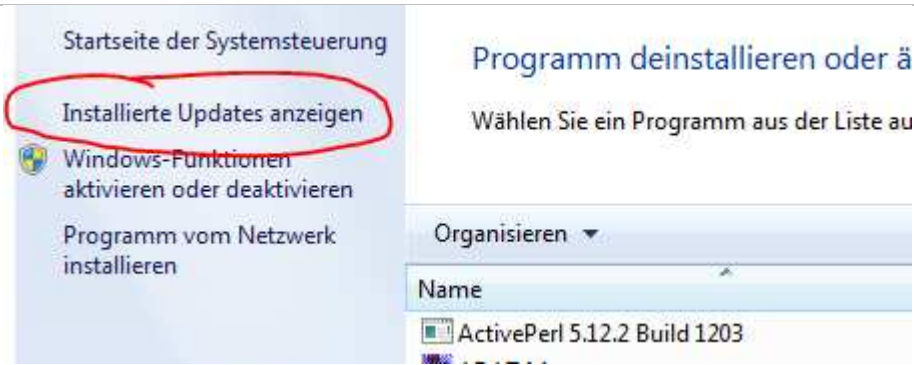 Startseite der Systemsteuerung
Installierte Updates anzeigen
Windows-Funktionen
aktivieren oder deaktivieren
Programm vom Netzwerk
installieren
Programm deinstallieren oder ä
Wählen Sie ein Programm aus der Liste au
Organisieren
Name
ActivePerl 5.12.2 Build 1203